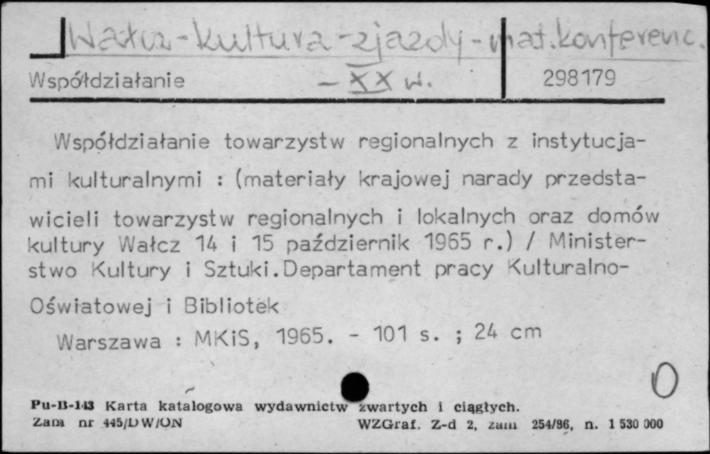 Wałcz - kultura - zjazdy - mat. konferenc.
Współdziałanie - XX w. 298179
Współdziałanie towarzystw regionalnych z instytucja-
mi kulturalnymi : (materiały krajowej narady przedsta-
wicieli towarzystw regionalnych i lokalnych oraz domów
kultury Wałcz 14 i 15 październik 1965 r.) / Minister-
stwo Kultury i Sztuki.Departament pracy Kulturalno-
Oświatowej i Bibliotek
Warszawa : MKiS, 1965. - 101 s. ; 24 cm
O
Pu-B-143 Karta katalogowa wydawnictw zwartych i ciągłych.
Zam nr 445/DW/ON WZGraf. Z-d 2, zam 254/86, n. 1 530 000